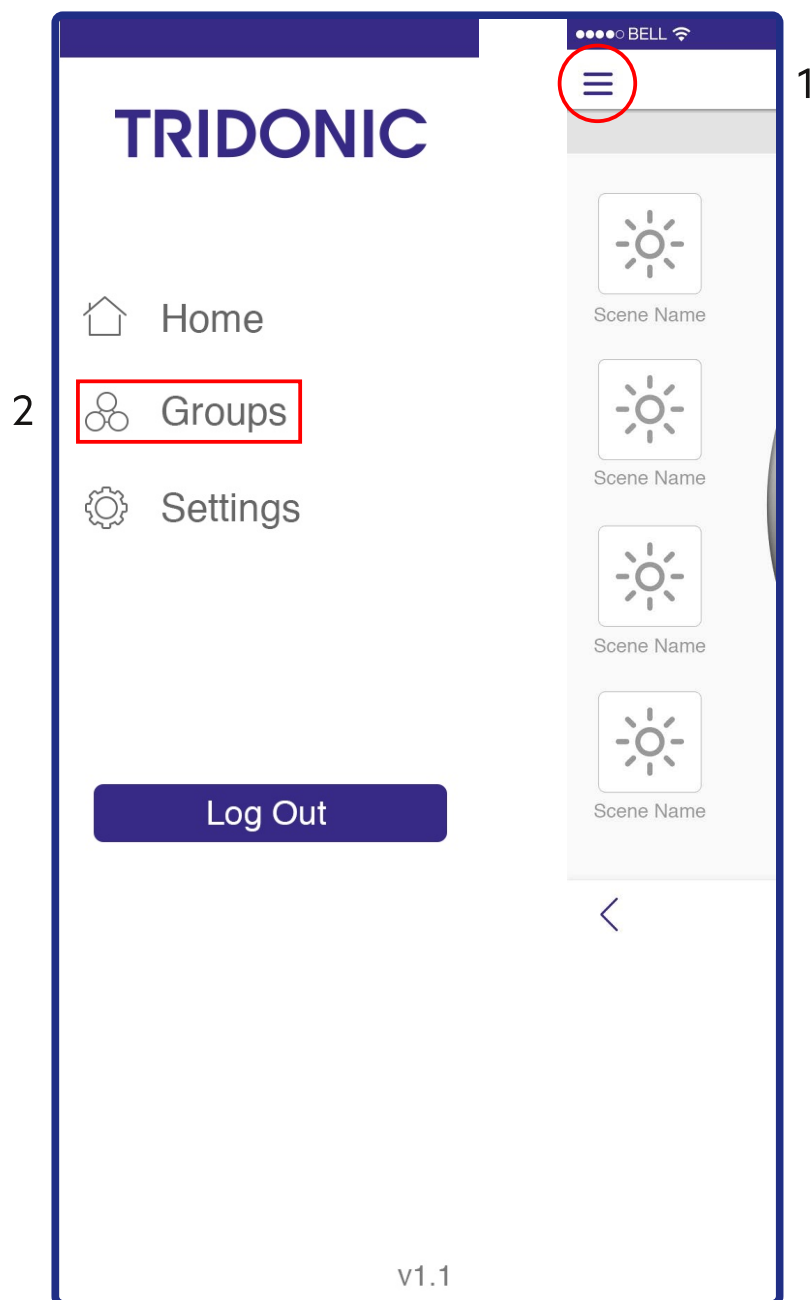 BELL
1
TRIDONIC
Home
2
Groups
Settings
Log Out
v1.1
Scene Name
Scene Name
Scene Name
Scene Name